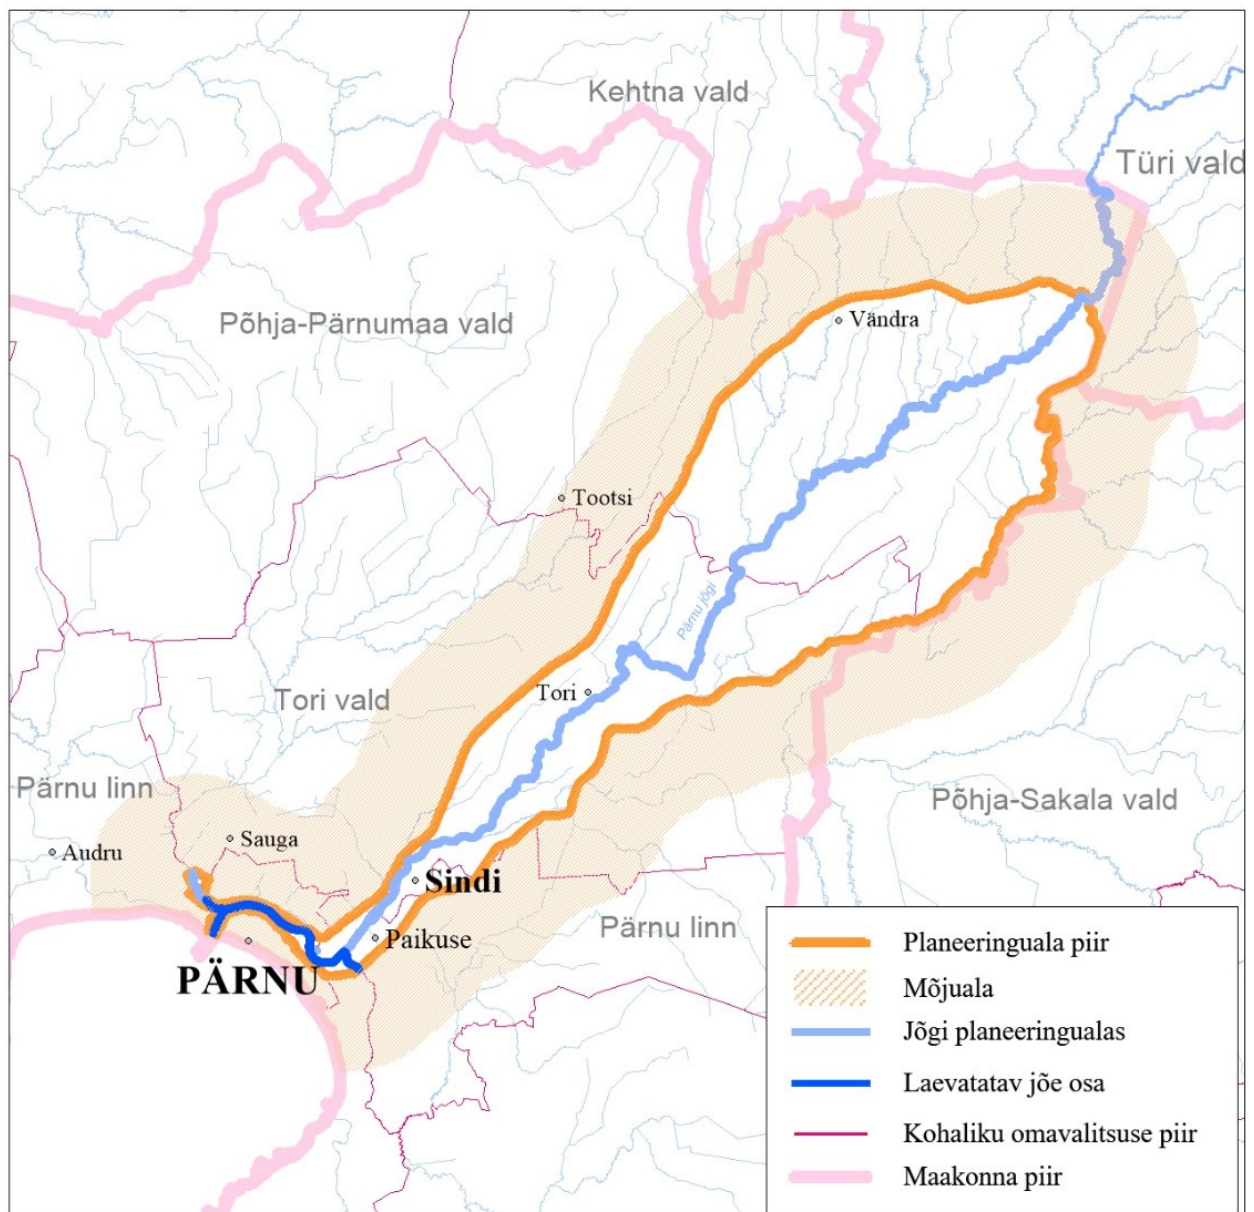 Kehtna vald
Türi vald
Põhja-Pärnumaa vald
Vändra
Tootsi
Pärnu jõgi
Tori
Tori vald
Pärnu linn
Põhja-Sakala vald
Sauga
Audru
Sindi
Pärnu linn
Paikuse
PÄRNU
Planeeringuala piir
Mõjuala
Jõgi planeeringualas
Laevatatav jõe osa
Kohaliku omavalitsuse piir
Maakonna piir